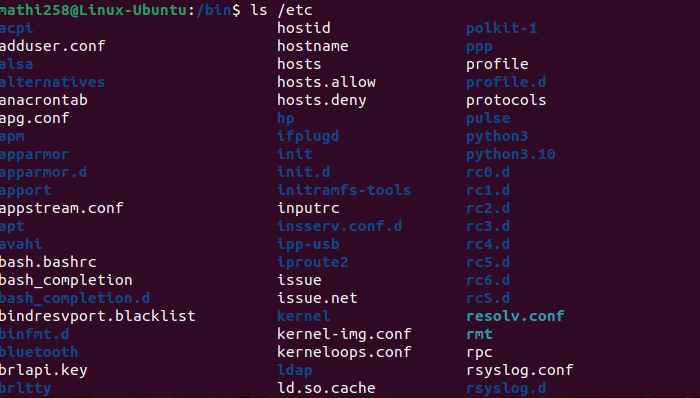 mathi258@Linux-Ubuntu:/bin$ ls /etc
acpi hostid polkit-1
adduser.conf hostname ppp
alsa hosts profile
alternatives hosts.allow profile.d
anacrontab hosts.deny protocols
apg.conf hp pulse
apm ifplugd python3
apparmor init python3.10
apparmor.d init.d rc0.d
apport initramfs-tools rc1.d
appstream.conf inputrc rc2.d
apt insserv.conf.d rc3.d
avahi ipp-usb rc4.d
bash.bashrc iproute2 rc5.d
bash_completion issue rc6.d
bash_completion.d issue.net rcS.d
bindresvport.blacklist kernel resolv.conf
binfmt.d kernel-img.conf rmt
bluetooth kerneloops.conf rpc
brlapi.key ldap rsyslog.conf
brltty ld.so.cache rsyslog.d